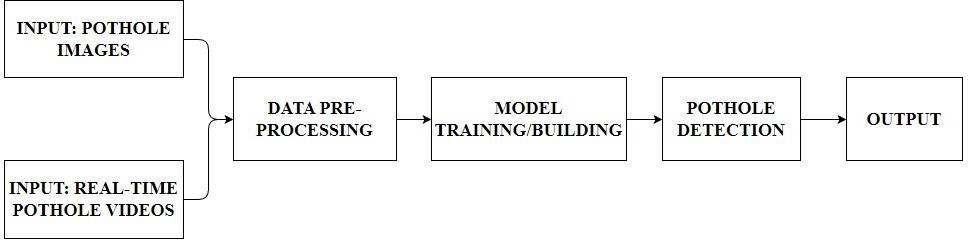 INPUT: POTHOLE
IMAGES
DATA PRE-
PROCESSING
MODEL
TRAINING/BUILDING
POTHOLE
DETECTION
OUTPUT
INPUT: REAL-TIME
POTHOLE VIDEOS